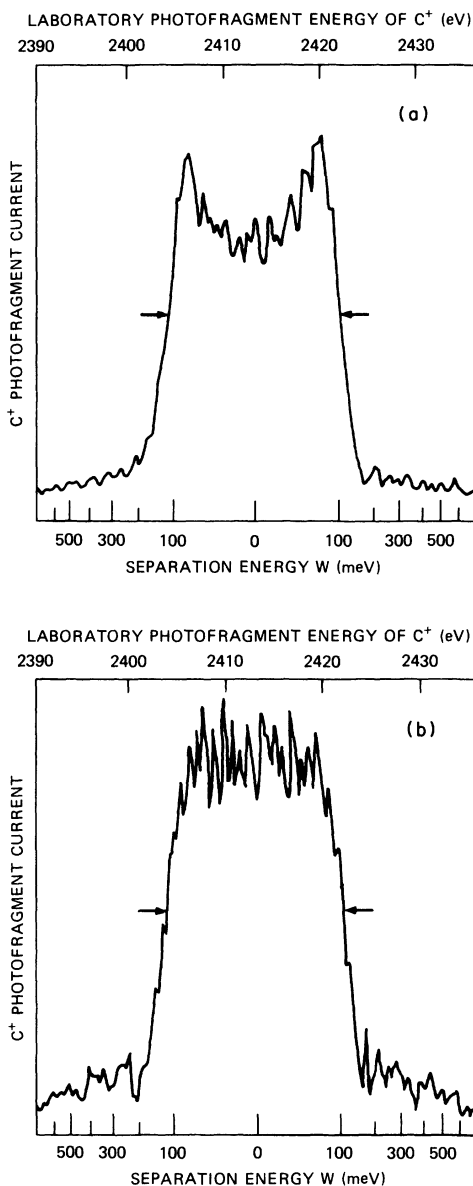 LABORATORY PHOTOFRAGMENT ENERGY OF C⁺ (eV)
2390 2400 2410 2420 2430
(a)
C⁺ PHOTOFRAGMENT CURRENT
500 300 100 0 100 300 500
SEPARATION ENERGY W (meV)
LABORATORY PHOTOFRAGMENT ENERGY OF C⁺ (eV)
2390 2400 2410 2420 2430
(b)
C⁺ PHOTOFRAGMENT CURRENT
500 300 100 0 100 300 500
SEPARATION ENERGY W (meV)